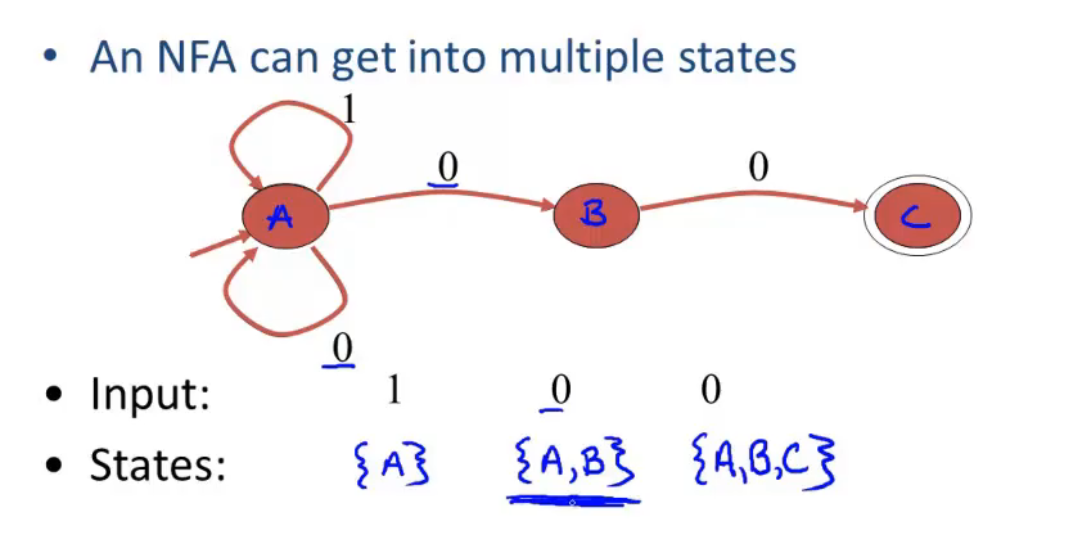 • An NFA can get into multiple states
1
0 0
A B C
0
• Input: 1 0 0
• States: {A} {A,B} {A,B,C}